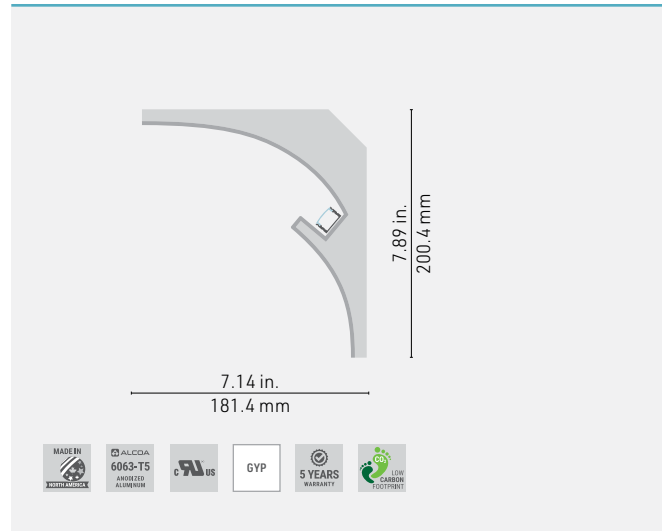 7.89 in.
200.4 mm
7.14 in.
181.4 mm
MADE IN
NORTH AMERICA
ALCOA
6063-T5
ANODIZED
ALUMINUM
c RU US
GYP
5 YEARS
WARRANTY
CO₂
LOW
CARBON
FOOTPRINT